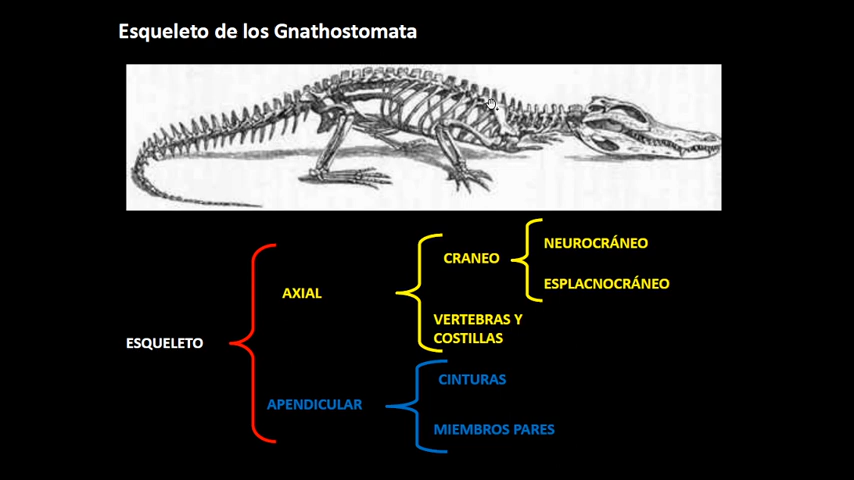 Esqueleto de los Gnathostomata
NEUROCRÁNEO
CRANEO
ESPLACNOCRÁNEO
AXIAL
VERTEBRAS Y
COSTILLAS
ESQUELETO
CINTURAS
APENDICULAR
MIEMBROS PARES